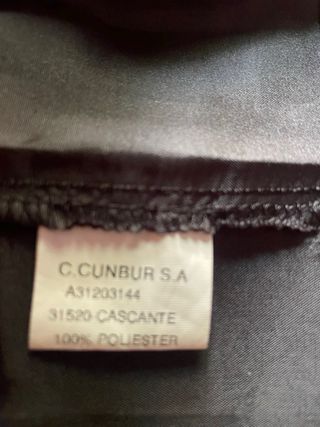 C.CUNBUR S.A
A31203144
31520 CASCANTE
100% POLIESTER